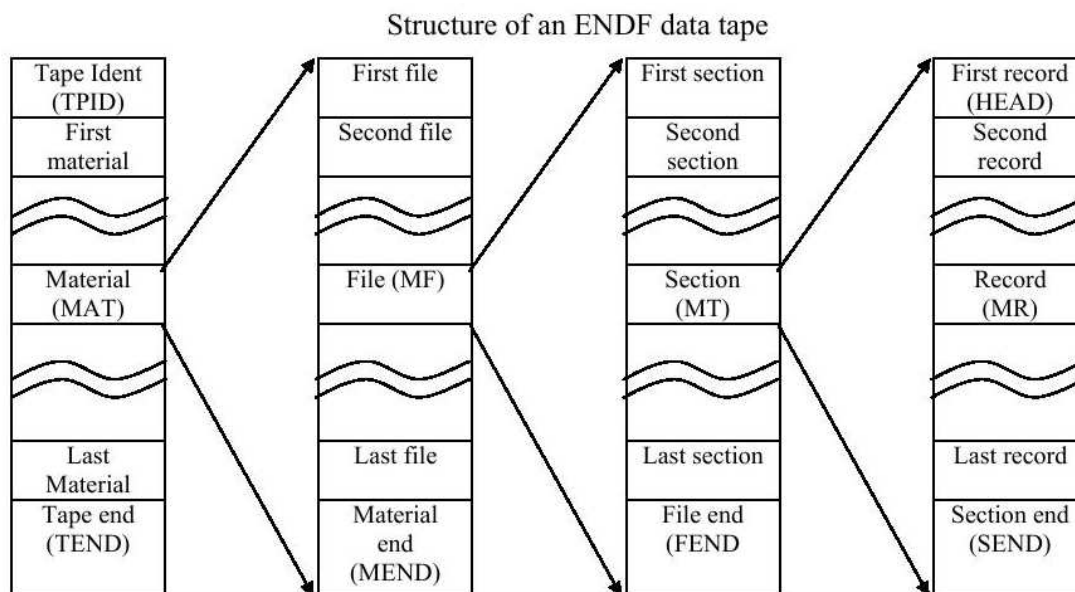 Structure of an ENDF data tape
Tape Ident
(TPID)
First
material
Material
(MAT)
Last
Material
Tape end
(TEND)
First file
Second file
File (MF)
Last file
Material
end
(MEND)
First section
Second
section
Section
(MT)
Last section
File end
(FEND
First record
(HEAD)
Second
record
Record
(MR)
Last record
Section end
(SEND)